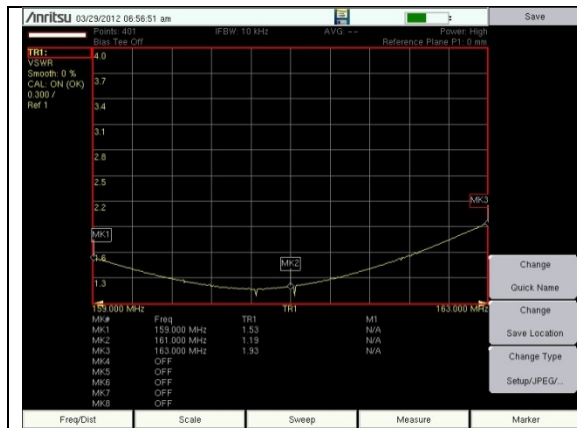 Anritsu 03/29/2012 06:56:51 am
Save
Points: 401 IFBW: 10 kHz AVG: -- Power: High
Bias Tee Off Reference Plane P1: 0 mm
TR1:
VSWR
Smooth: 0 %
CAL: ON (OK)
0.300 /
Ref 1
4.0
3.7
3.4
3.1
2.8
2.5
2.2
MK3
MK1
1.6
MK2
1.3
159.000 MHz TR1 163.000 MHz
MK# Freq TR1 M1
MK1 159.000 MHz 1.53 N/A
MK2 161.000 MHz 1.19 N/A
MK3 163.000 MHz 1.93 N/A
MK4 OFF
MK5 OFF
MK6 OFF
MK7 OFF
MK8 OFF
Change
Quick Name
Change
Save Location
Change Type
Setup/JPEG/...
Freq/Dist Scale Sweep Measure Marker